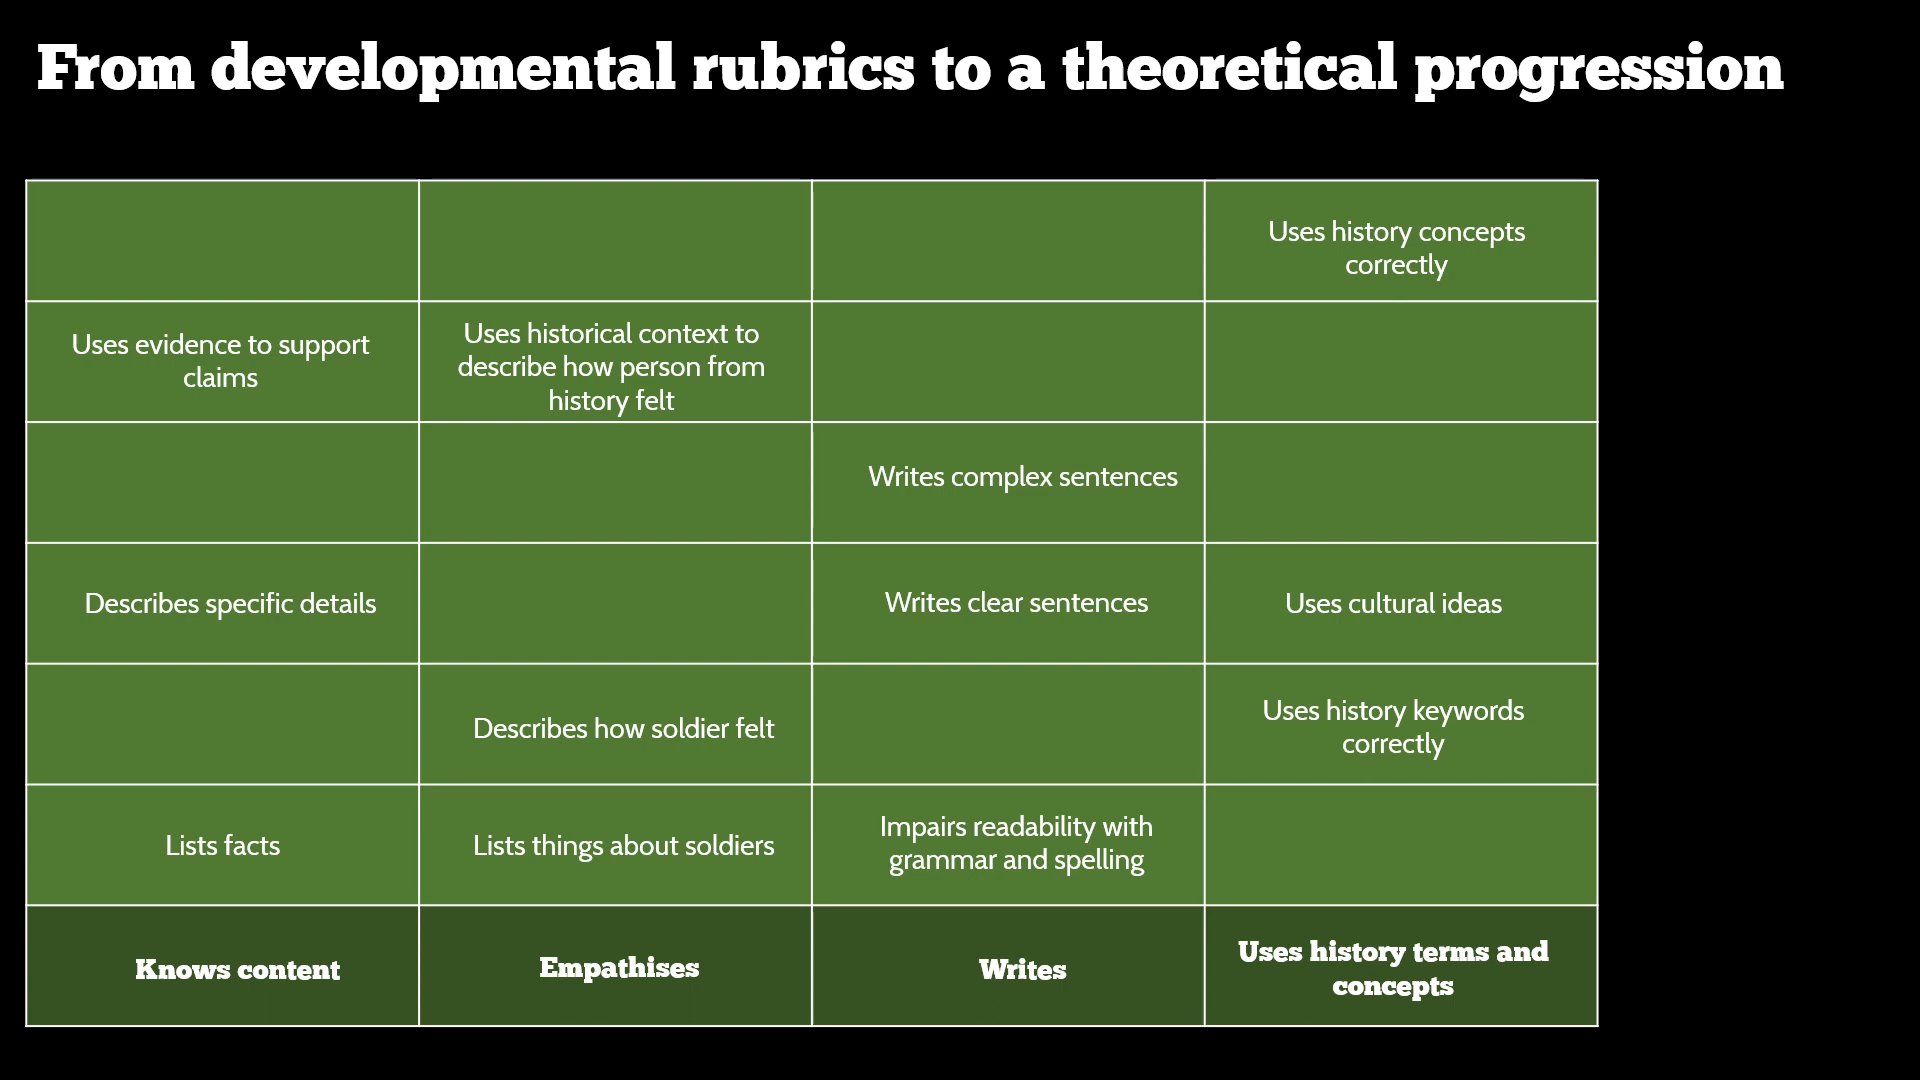 From developmental rubrics to a theoretical progression
Uses history concepts
correctly
Uses evidence to support
claims
Uses historical context to
describe how person from
history felt
Writes complex sentences
Describes specific details
Writes clear sentences
Uses cultural ideas
Describes how soldier felt
Uses history keywords
correctly
Lists facts
Lists things about soldiers
Impairs readability with
grammar and spelling
Knows content
Empathises
Writes
Uses history terms and
concepts